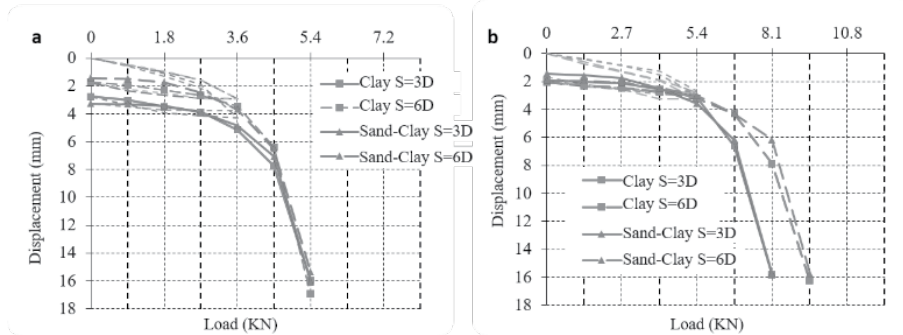 a
0 1.8 3.6 5.4 7.2
0
2
4
6
8
10
12
14
16
18
Displacement (mm)
Clay S=3D
Clay S=6D
Sand-Clay S=3D
Sand-Clay S=6D
Load (KN)
b
0 2.7 5.4 8.1 10.8
0
2
4
6
8
10
12
14
16
18
Displacement (mm)
Clay S=3D
Clay S=6D
Sand-Clay S=3D
Sand-Clay S=6D
Load (KN)